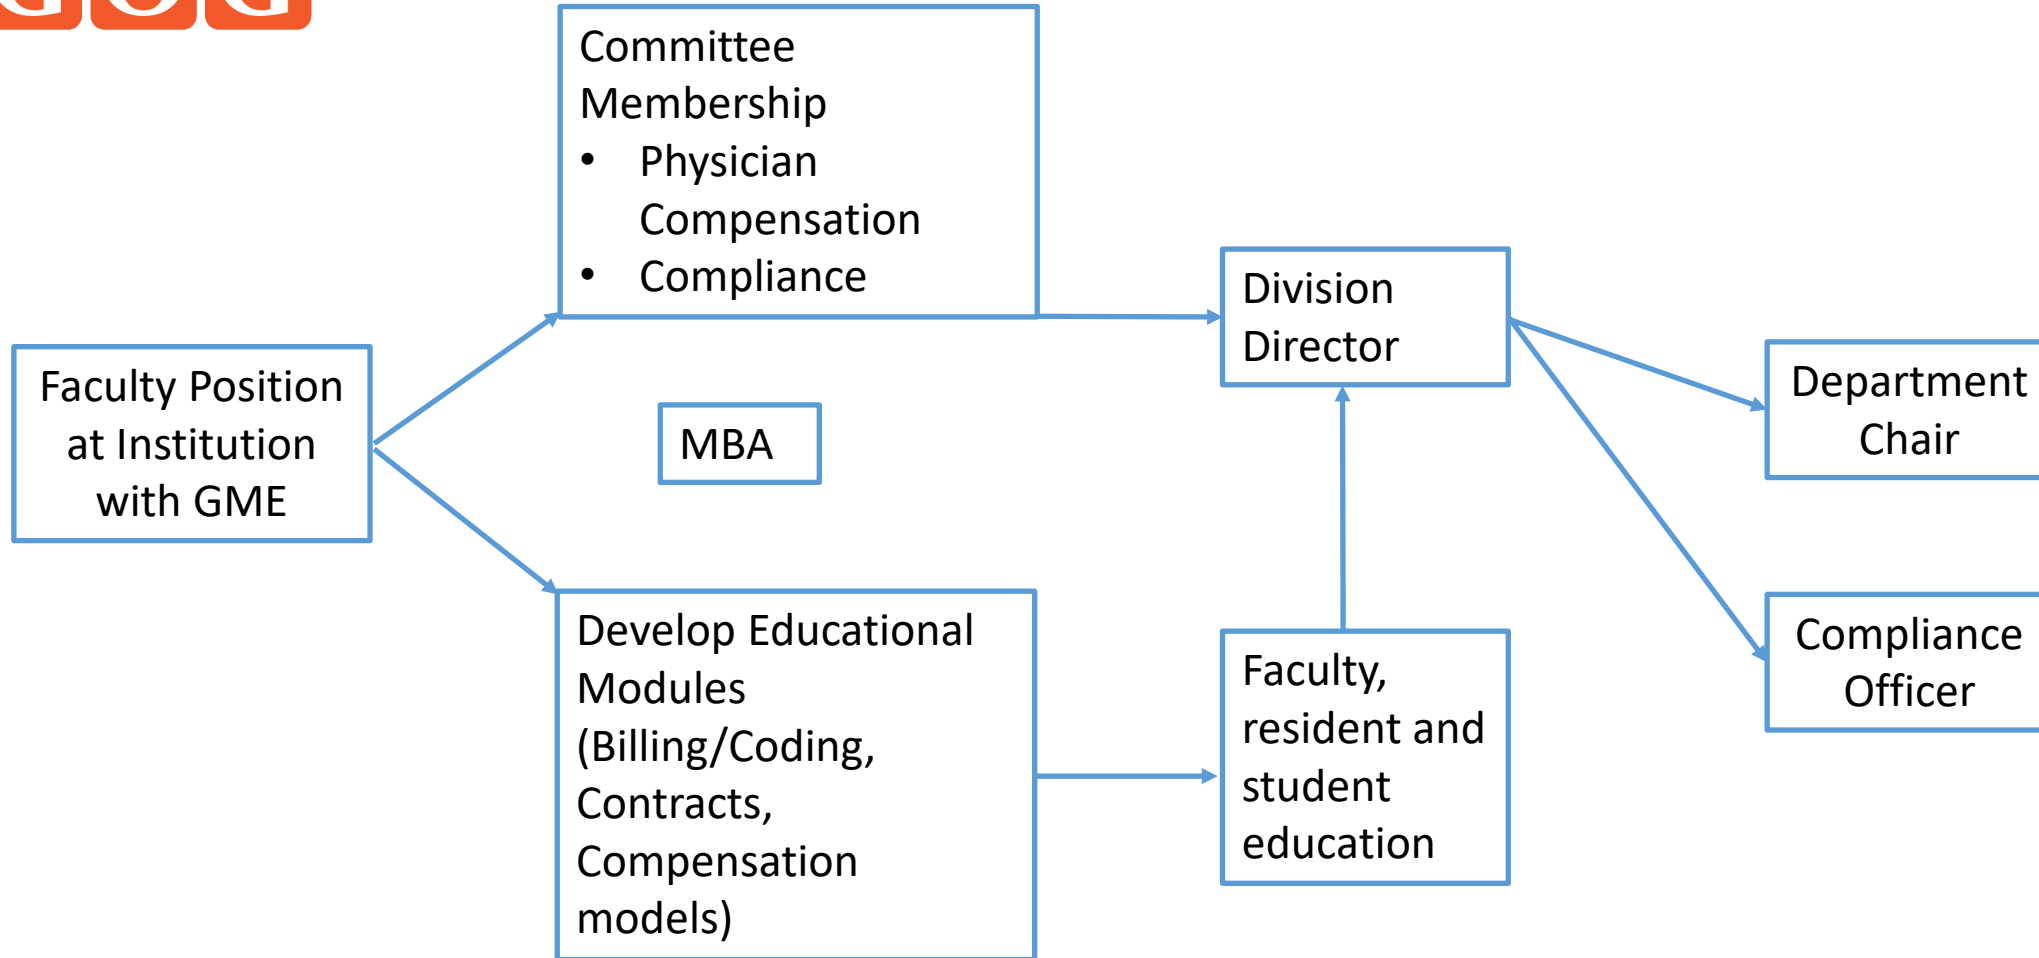 Committee
Membership
• Physician
Compensation
• Compliance
Division
Director
Faculty Position
at Institution
with GME
MBA
Department
Chair
Develop Educational
Modules
(Billing/Coding,
Contracts,
Compensation
models)
Faculty,
resident and
student
education
Compliance
Officer